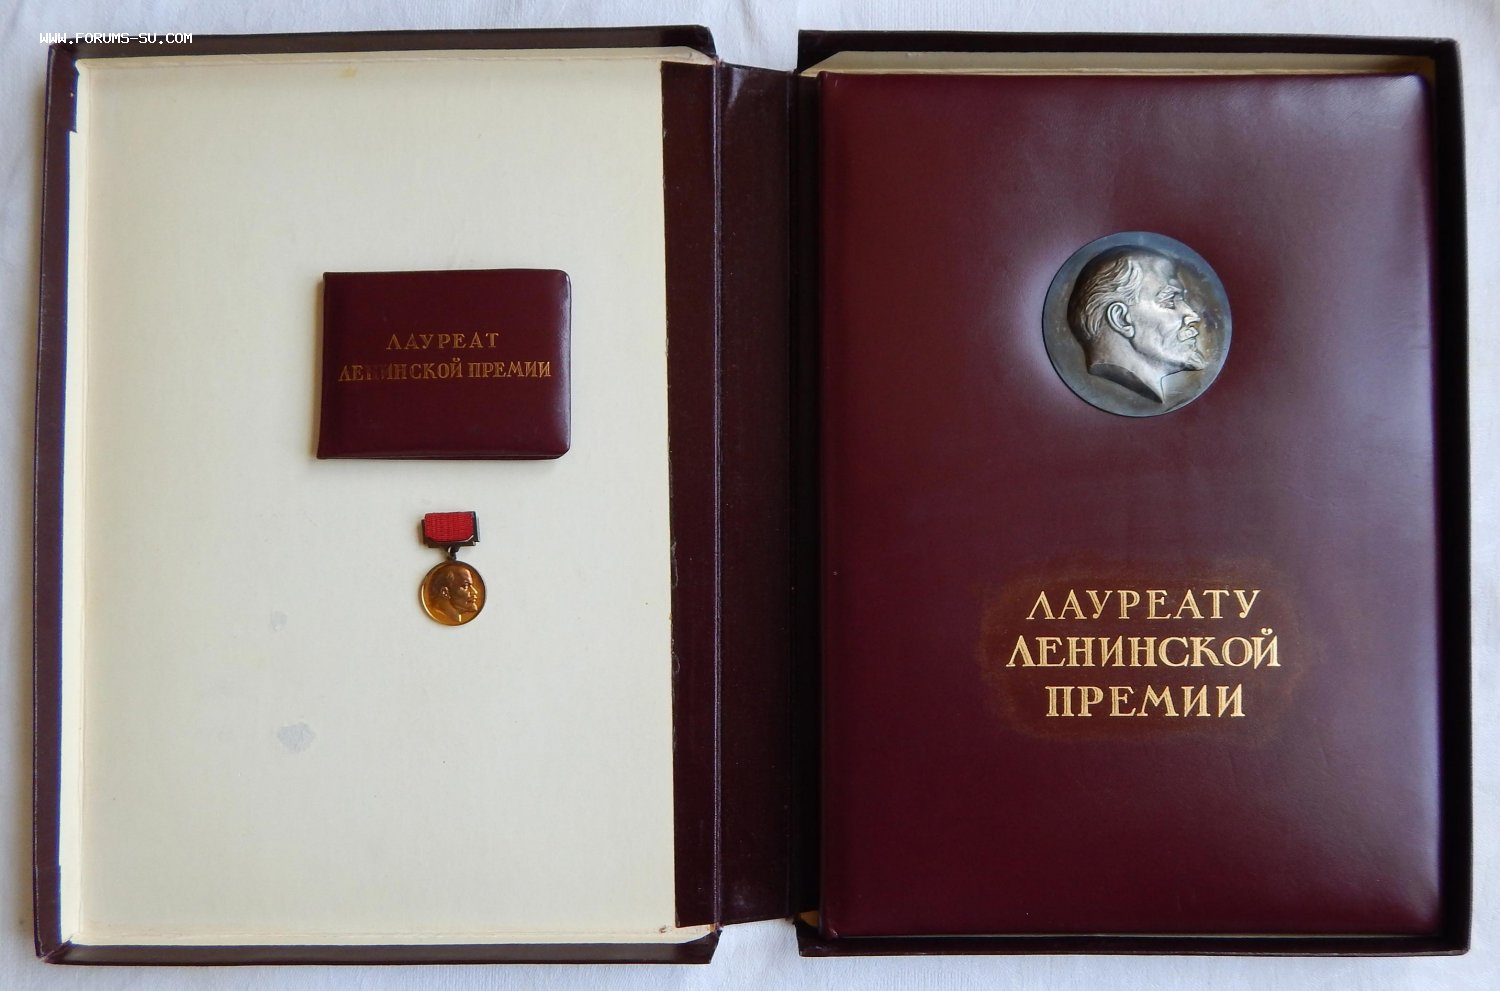 WWW.FORUMS-SU.COM
ЛАУРЕАТ
ЛЕНИНСКОЙ ПРЕМИИ
ЛАУРЕАТУ
ЛЕНИНСКОЙ
ПРЕМИИ